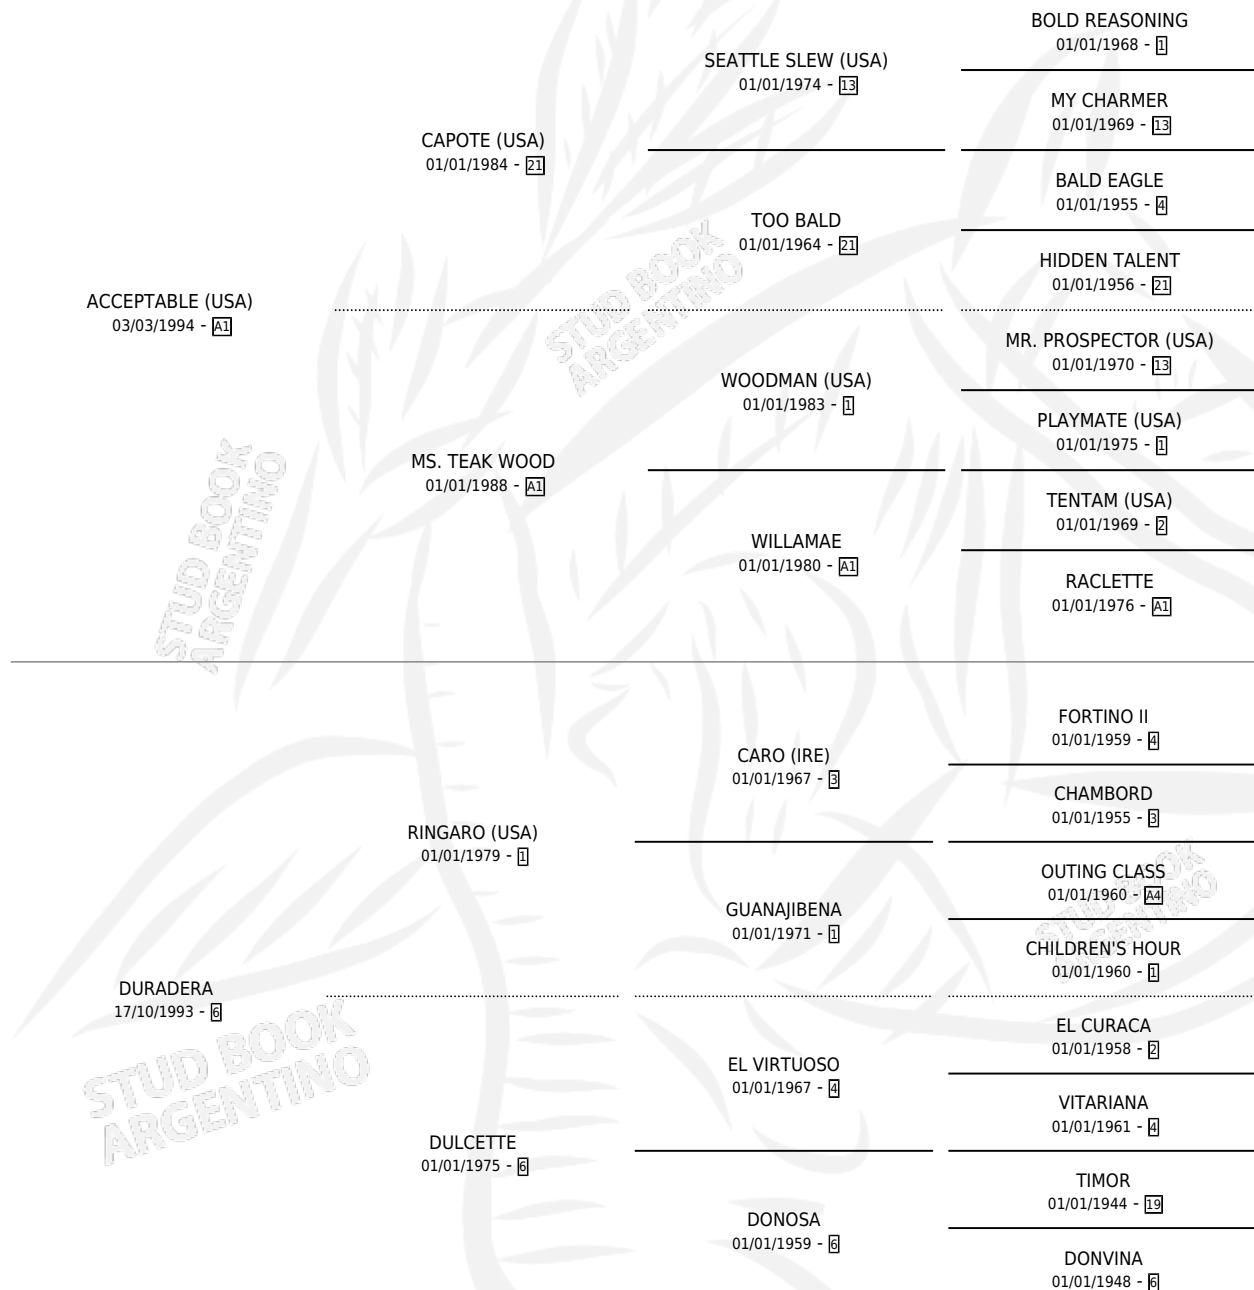 BOLD REASONING
01/01/1968 - 1
SEATTLE SLEW (USA)
01/01/1974 - 13
MY CHARMER
01/01/1969 - 13
CAPOTE (USA)
01/01/1984 - 21
BALD EAGLE
01/01/1955 - 4
TOO BALD
01/01/1964 - 21
HIDDEN TALENT
01/01/1956 - 21
ACCEPTABLE (USA)
03/03/1994 - A1
STUD BOOK
ARGENTINO
MR. PROSPECTOR (USA)
01/01/1970 - 13
WOODMAN (USA)
01/01/1983 - 1
PLAYMATE (USA)
01/01/1975 - 1
MS. TEAK WOOD
01/01/1988 - A1
TENTAM (USA)
01/01/1969 - 2
WILLAMAE
01/01/1980 - A1
RACLETTE
01/01/1976 - A1
STUD BOOK
ARGENTINO
FORTINO II
01/01/1959 - 4
CARO (IRE)
01/01/1967 - 3
CHAMBORD
01/01/1955 - 3
RINGARO (USA)
01/01/1979 - 1
OUTING CLASS
01/01/1960 - A4
GUANAJIBENA
01/01/1971 - 1
STUD BOOK
ARGENTINO
CHILDREN'S HOUR
01/01/1960 - 1
DURADERA
17/10/1993 - 6
EL CURACA
01/01/1958 - 2
EL VIRTUOSO
01/01/1967 - 4
VITARIANA
01/01/1961 - 4
STUD BOOK
ARGENTINO
DULCETTE
01/01/1975 - 6
TIMOR
01/01/1944 - 19
DONOSA
01/01/1959 - 6
DONVINA
01/01/1948 - 6